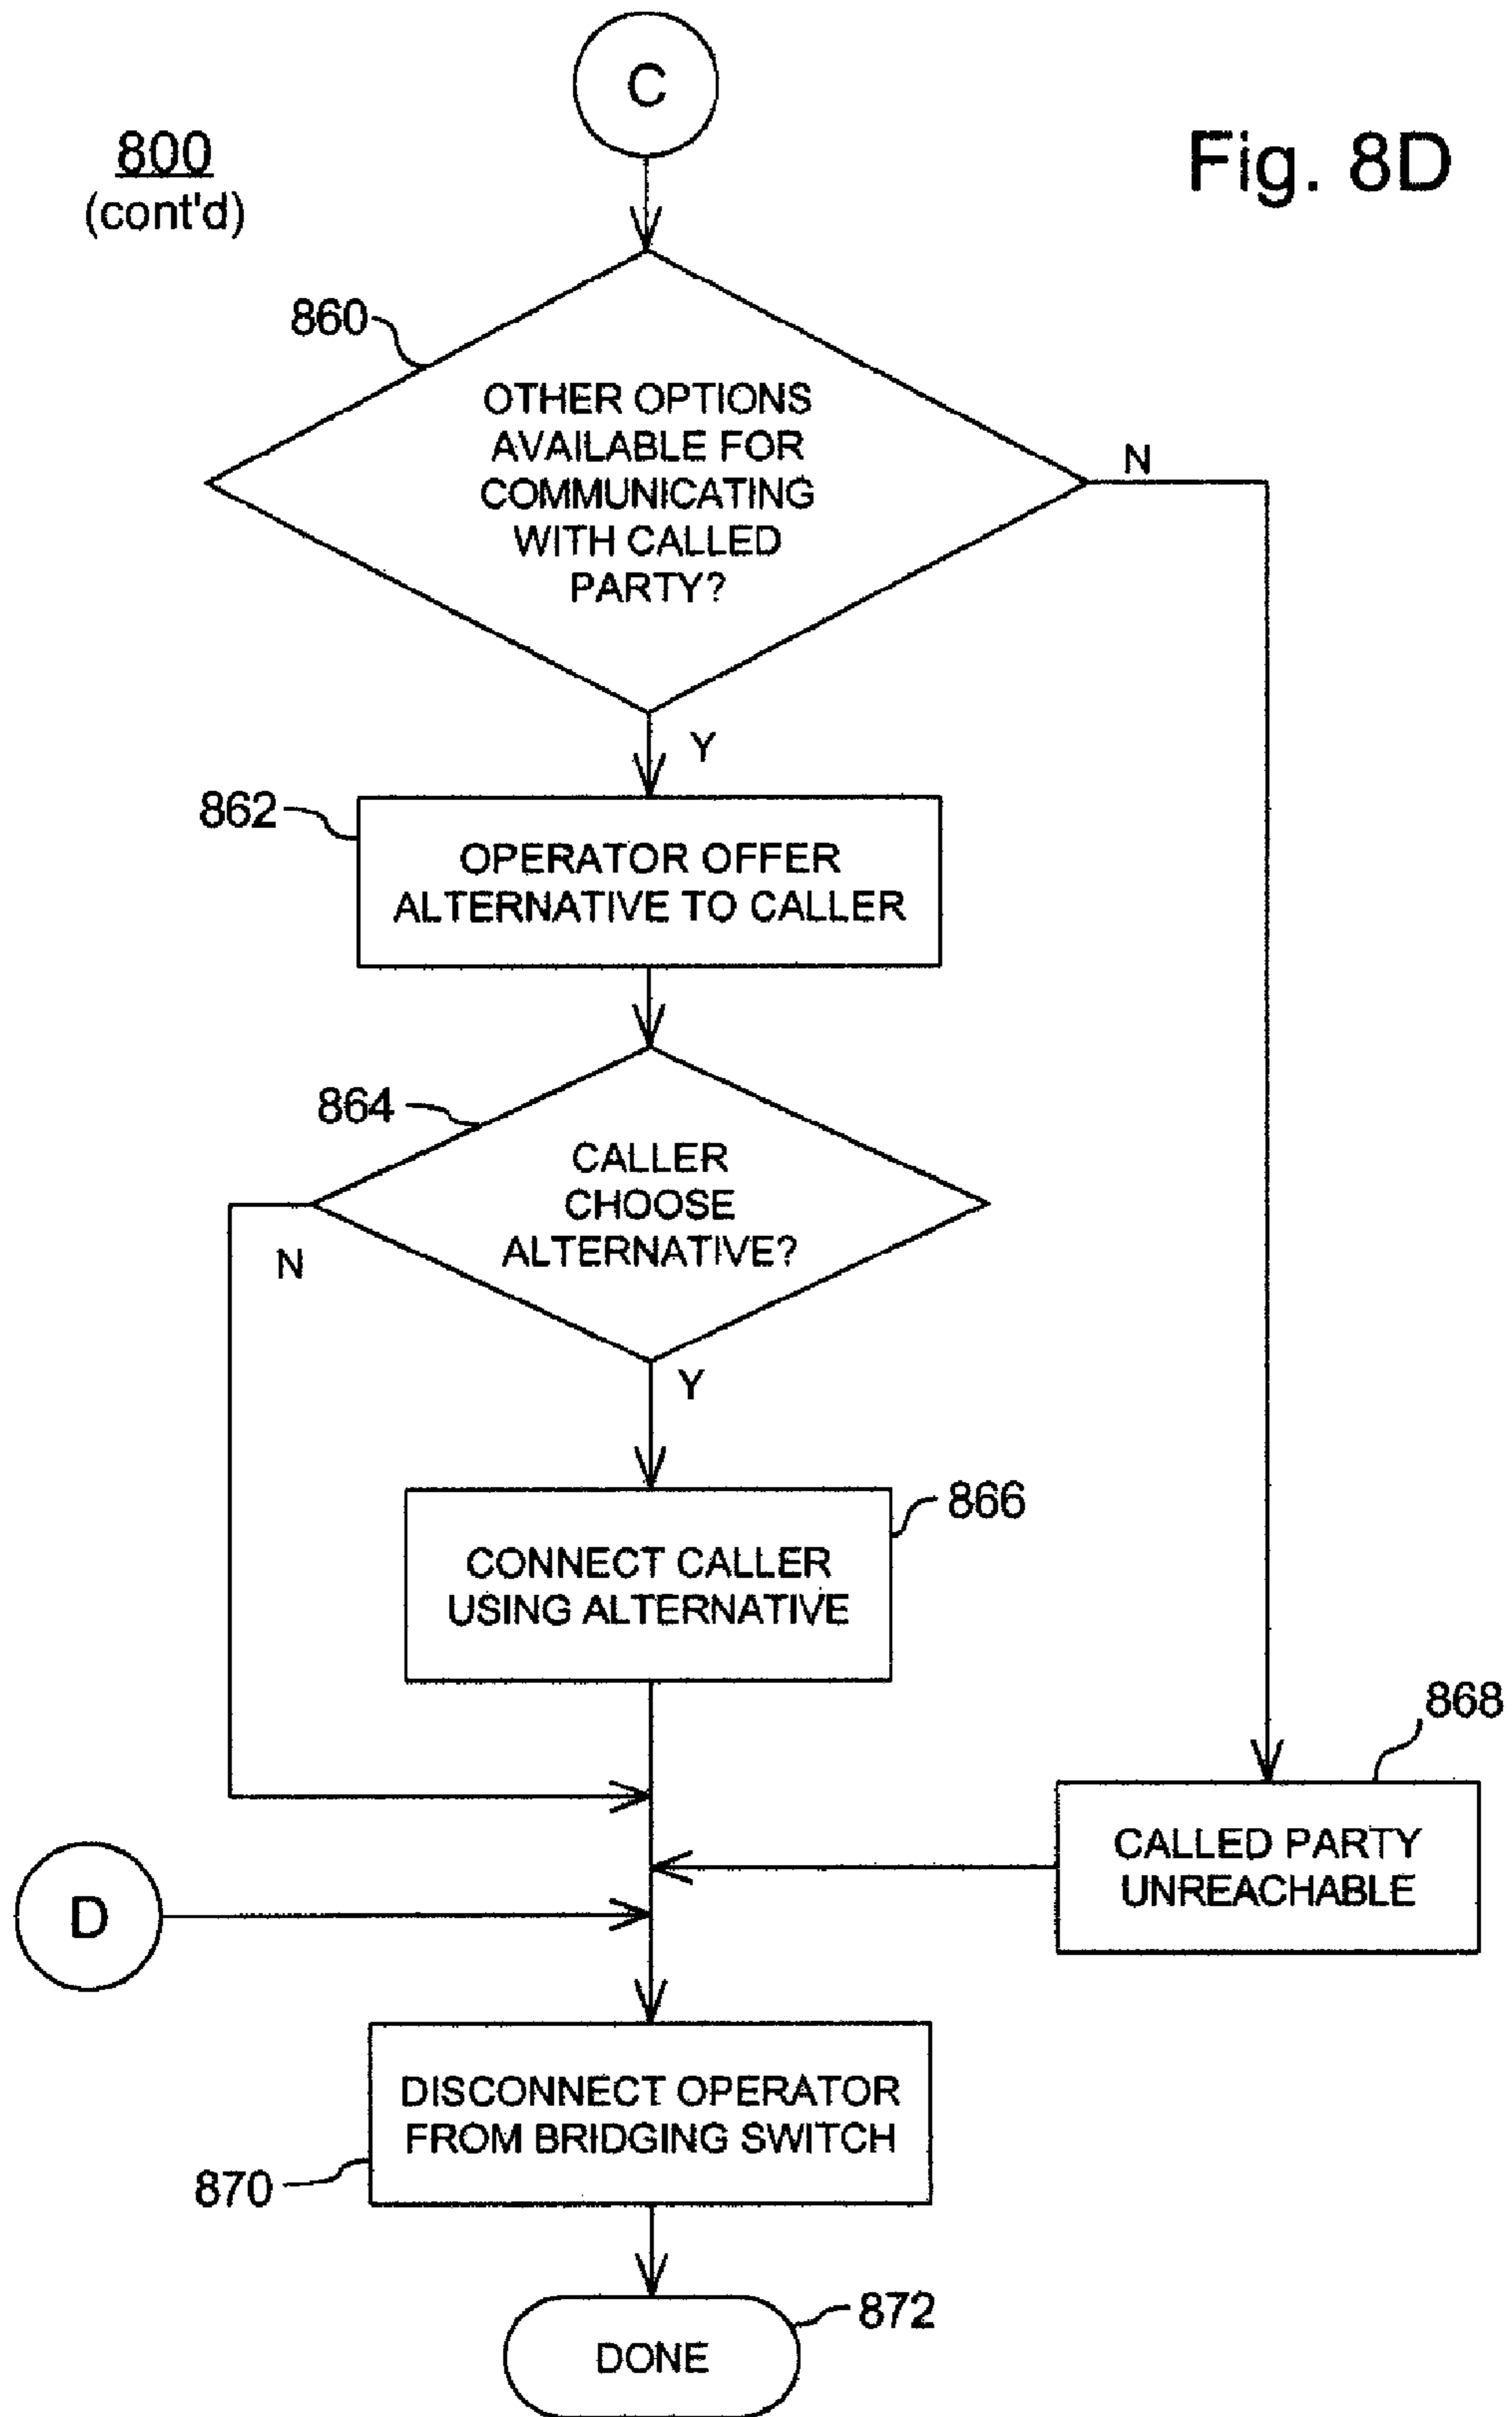 C
800
(cont'd)
Fig. 8D
860
OTHER OPTIONS
AVAILABLE FOR
COMMUNICATING
WITH CALLED
PARTY?
N
Y
862
OPERATOR OFFER
ALTERNATIVE TO CALLER
864
CALLER
CHOOSE
ALTERNATIVE?
N
Y
866
CONNECT CALLER
USING ALTERNATIVE
868
CALLED PARTY
UNREACHABLE
D
DISCONNECT OPERATOR
FROM BRIDGING SWITCH
870
872
DONE